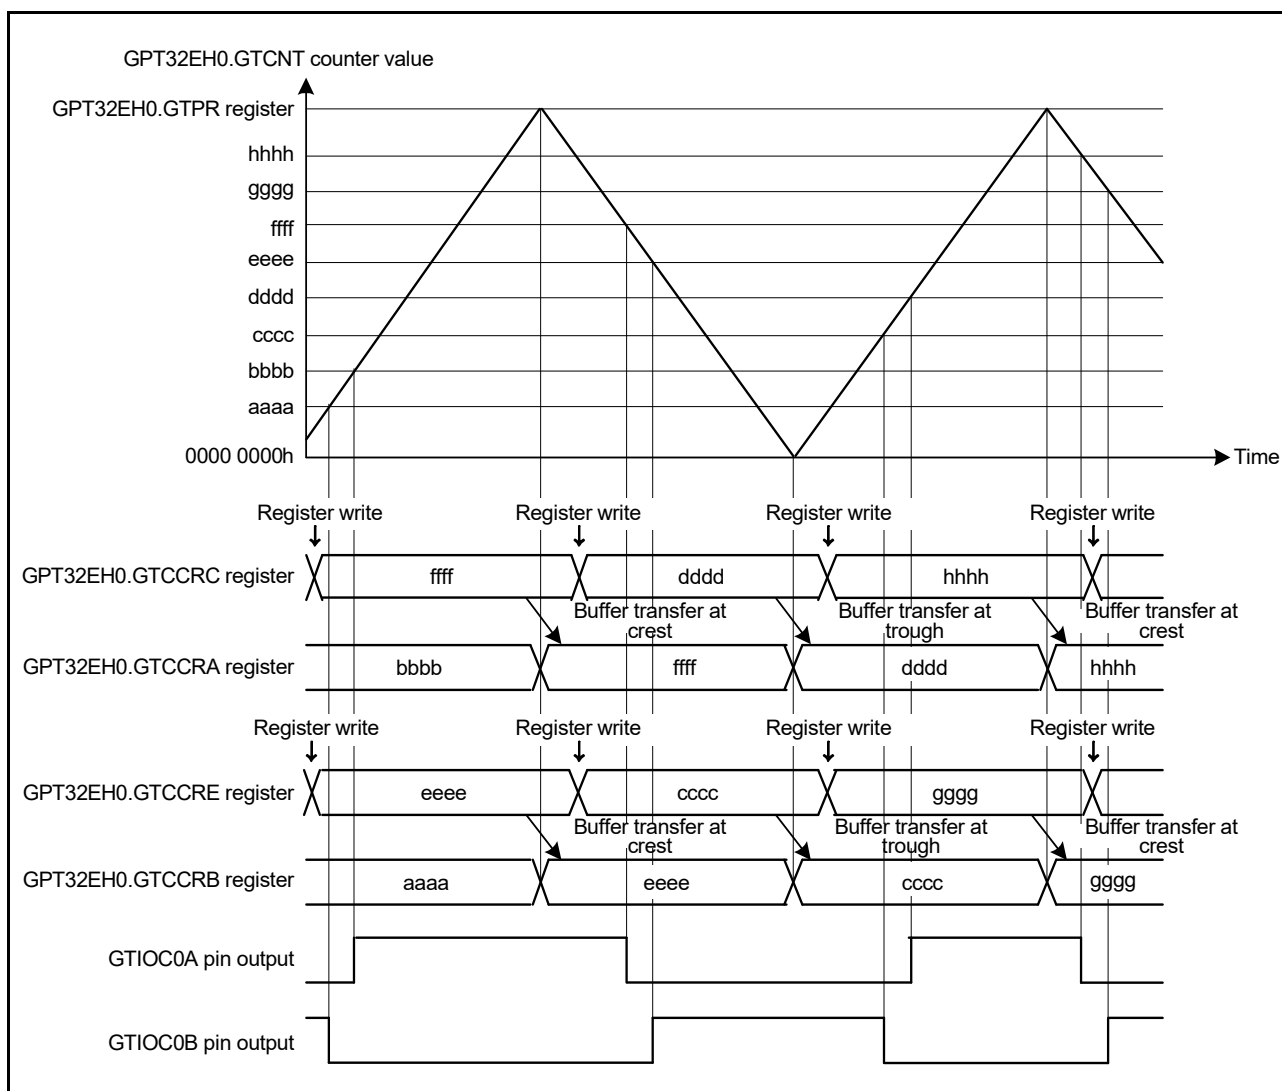 GPT32EH0.GTCNT counter value
GPT32EH0.GTPR register
hhhh
gggg
ffff
eeee
dddd
cccc
bbbb
aaaa
0000 0000h
Time
Register write Register write Register write Register write
GPT32EH0.GTCCRC register ffff dddd hhhh
Buffer transfer at Buffer transfer at Buffer transfer at
crest trough crest
GPT32EH0.GTCCRA register bbbb ffff dddd hhhh
Register write Register write Register write Register write
GPT32EH0.GTCCRE register eeee cccc gggg
Buffer transfer at Buffer transfer at Buffer transfer at
crest trough crest
GPT32EH0.GTCCRB register aaaa eeee cccc gggg
GTIOC0A pin output
GTIOC0B pin output